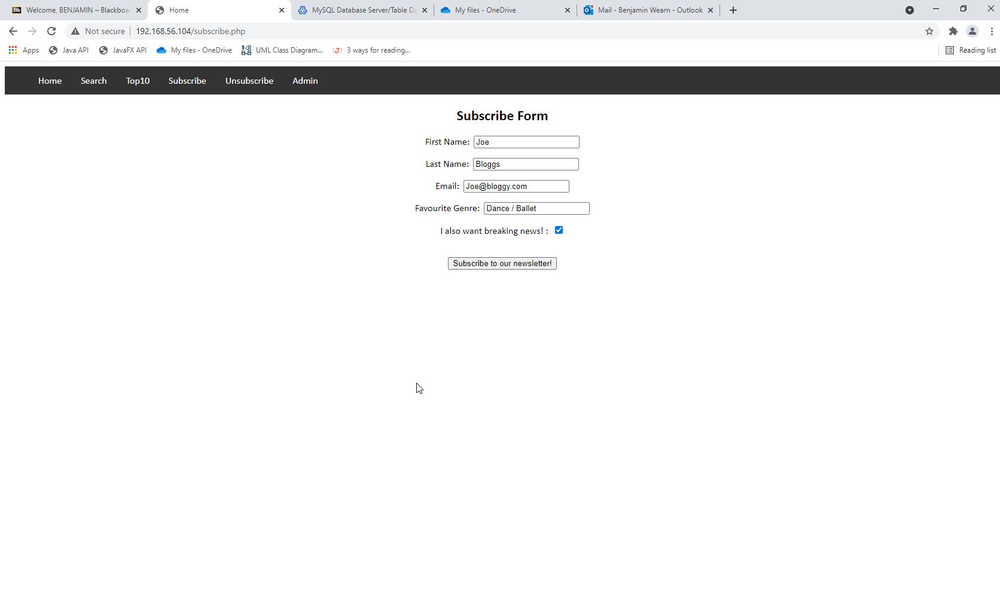 Bb Welcome, BENJAMIN – Blackboa
Home
MySQL Database Server/Table Da
My files - OneDrive
Mail - Benjamin Wearn - Outlook
Not secure 192.168.56.104/subscribe.php
Apps Java API JavaFX API My files - OneDrive UML Class Diagram... 3 ways for reading... Reading list
Home Search Top10 Subscribe Unsubscribe Admin
Subscribe Form
First Name: Joe
Last Name: Bloggs
Email: Joe@bloggy.com
Favourite Genre: Dance / Ballet
I also want breaking news! :
Subscribe to our newsletter!